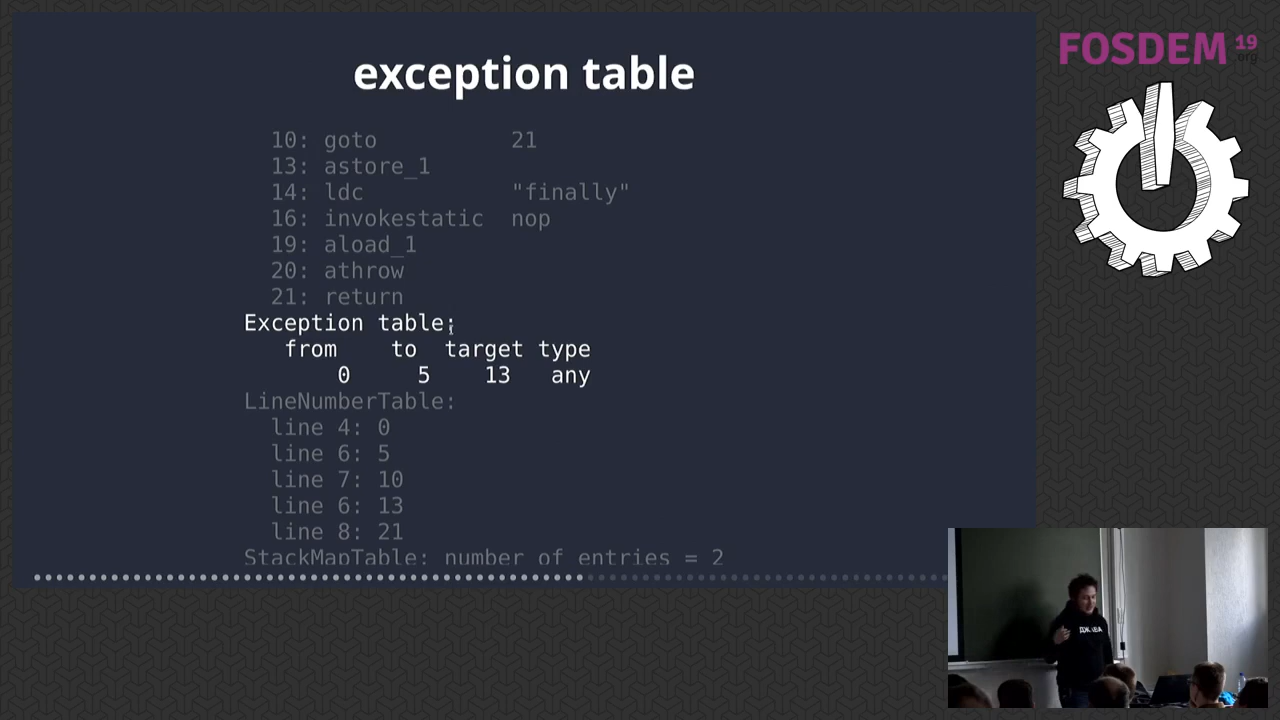 exception table
10: goto 21
13: astore_1
14: ldc "finally"
16: invokestatic nop
19: aload_1
20: athrow
21: return
Exception table:
from to target type
0 5 13 any
LineNumberTable:
line 4: 0
line 6: 5
line 7: 10
line 6: 13
line 8: 21
StackMapTable: number of entries = 2
FOSDEM 19
.org